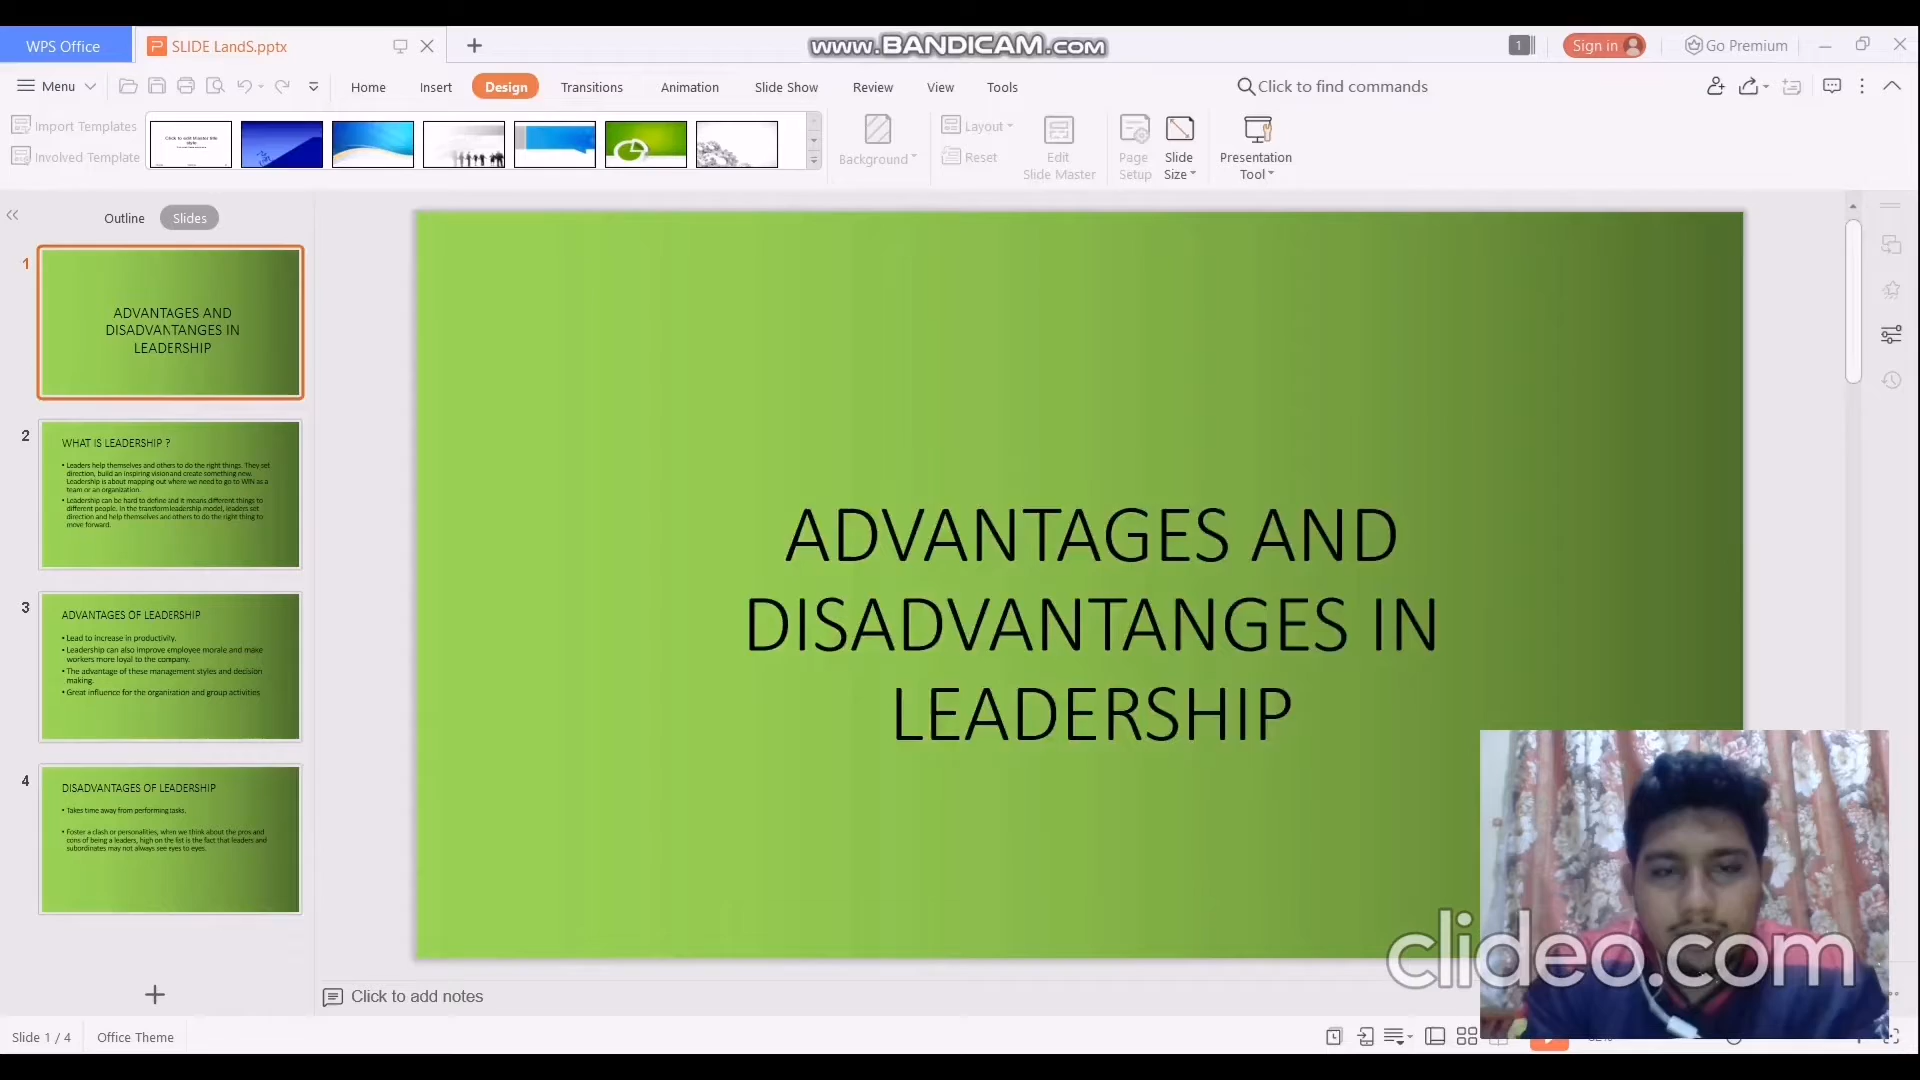 WPS Office
SLIDE LandS.pptx
www.BANDICAM.com
1
Sign in
Go Premium
Menu
Home
Insert
Design
Transitions
Animation
Slide Show
Review
View
Tools
Click to find commands
Import Templates
Involved Template
Background
Layout
Reset
Edit
Slide Master
Page
Setup
Slide
Size
Presentation
Tool
Outline
Slides
1
ADVANTAGES AND
DISADVANTANGES IN
LEADERSHIP
2
WHAT IS LEADERSHIP ?
• Leaders help themselves and others to do the right things. They set
direction, build an inspiring vision and create something new.
Leadership is about mapping out where we need to go to WIN as a
team or an organization.
• Leadership can be hard to define and it means different things to
different people. In the transform leadership model, leaders set
direction and help themselves and others to do the right thing to
move forward.
3
ADVANTAGES OF LEADERSHIP
• Lead to increase in productivity.
• Leadership can also improve employee morale and make
workers more loyal to the company.
• The advantage of these management styles and decision
making.
• Great influence for the organisation and group activities
4
DISADVANTAGES OF LEADERSHIP
• Takes time away from performing tasks.
• Foster a clash or personalities, when we think about the pros and
cons of being a leaders, high on the list is the fact that leaders and
subordinates may not always see eyes to eyes.
ADVANTAGES AND
DISADVANTANGES IN
LEADERSHIP
clideo.com
Click to add notes
Slide 1 / 4
Office Theme